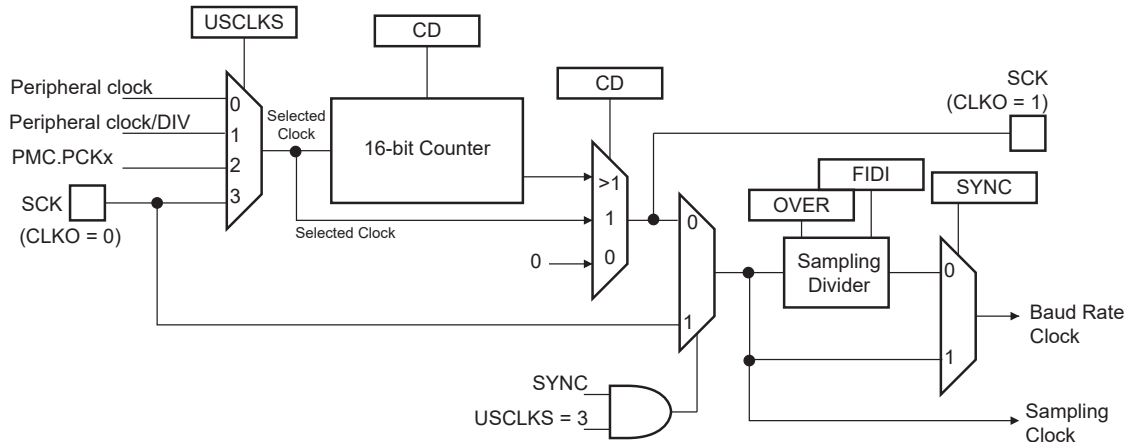 USCLKS
CD
CD
SCK
(CLKO = 1)
Peripheral clock
Peripheral clock/DIV
PMC.PCKx
SCK
(CLKO = 0)
0
1
2
3
Selected
Clock
16-bit Counter
Selected Clock
0
>1
1
0
0
1
FIDI
OVER
SYNC
Sampling
Divider
0
1
Baud Rate
Clock
SYNC
USCLKS = 3
Sampling
Clock